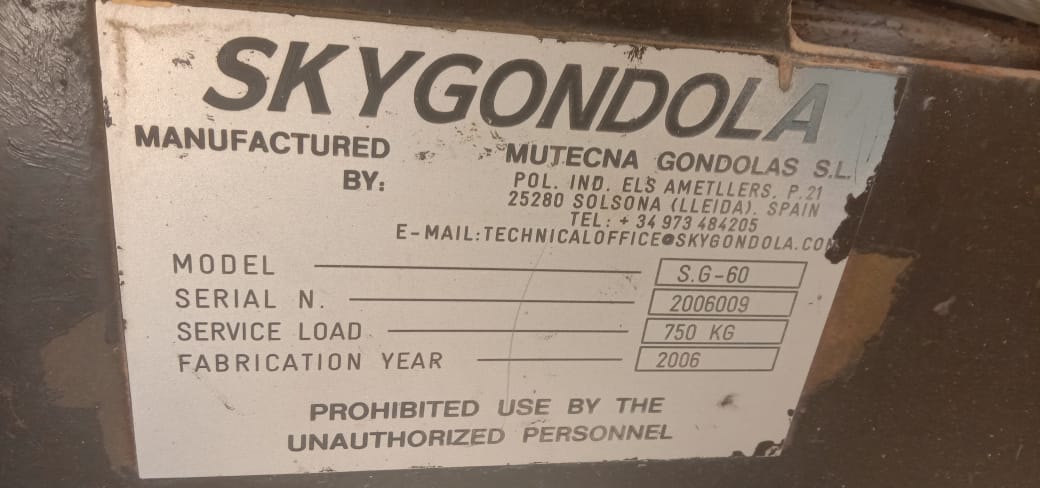 SKYGONDOLA
MANUFACTURED BY:
MUTECNA GONDOLAS S.L.
POL. IND. ELS AMETLLERS, P.21
25280 SOLSONA (LLEIDA). SPAIN
TEL: + 34 973 484205
E-MAIL:TECHNICALOFFICE@SKYGONDOLA.COM
MODEL S.G-60
SERIAL N. 2006009
SERVICE LOAD 750 KG
FABRICATION YEAR 2006
PROHIBITED USE BY THE
UNAUTHORIZED PERSONNEL